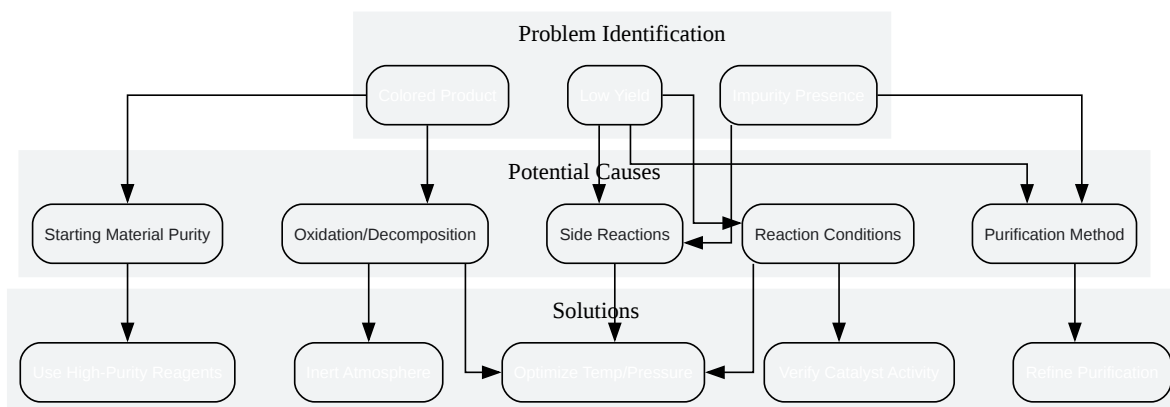 Problem Identification
Colored Product
Low Yield
Impurity Presence
Potential Causes
Starting Material Purity
Oxidation/Decomposition
Side Reactions
Reaction Conditions
Purification Method
Solutions
Use High-Purity Reagents
Inert Atmosphere
Optimize Temp/Pressure
Verify Catalyst Activity
Refine Purification